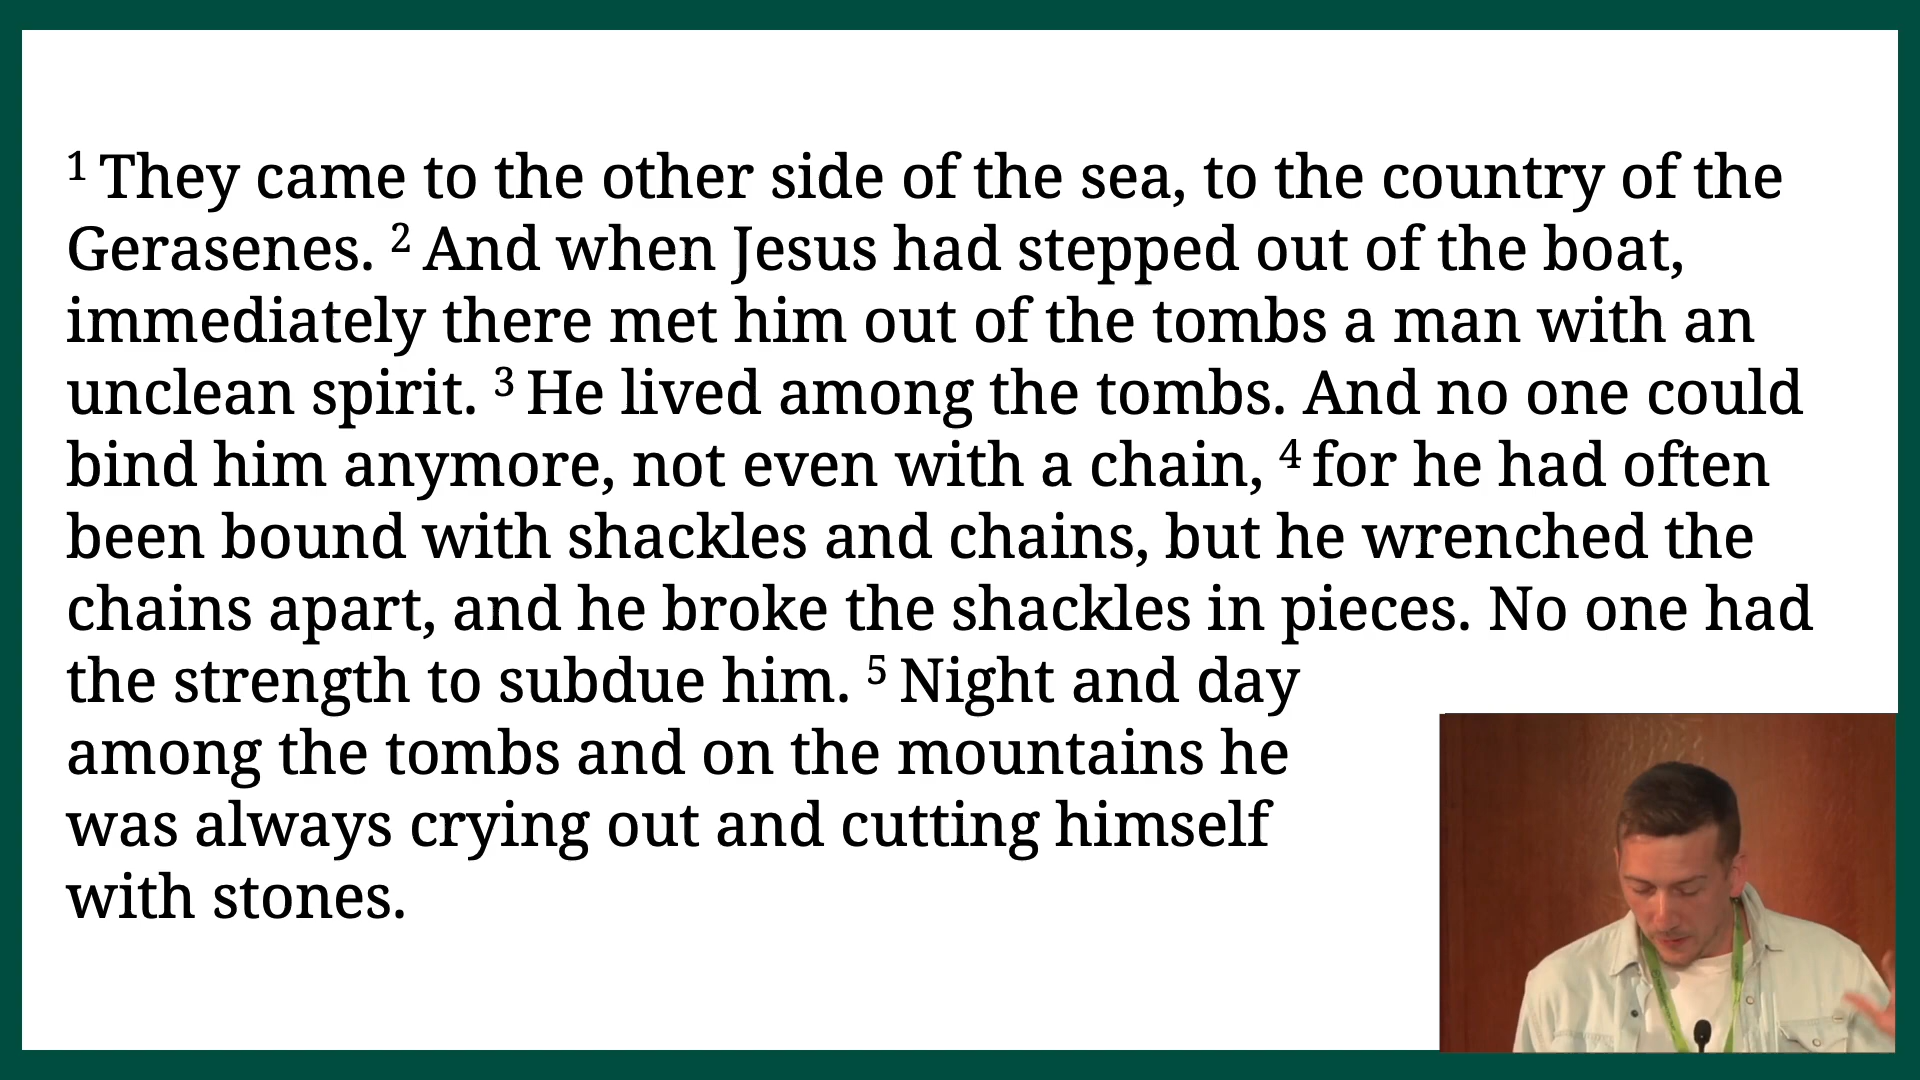 1 They came to the other side of the sea, to the country of the
Gerasenes. 2 And when Jesus had stepped out of the boat,
immediately there met him out of the tombs a man with an
unclean spirit. 3 He lived among the tombs. And no one could
bind him anymore, not even with a chain, 4 for he had often
been bound with shackles and chains, but he wrenched the
chains apart, and he broke the shackles in pieces. No one had
the strength to subdue him. 5 Night and day
among the tombs and on the mountains he
was always crying out and cutting himself
with stones.